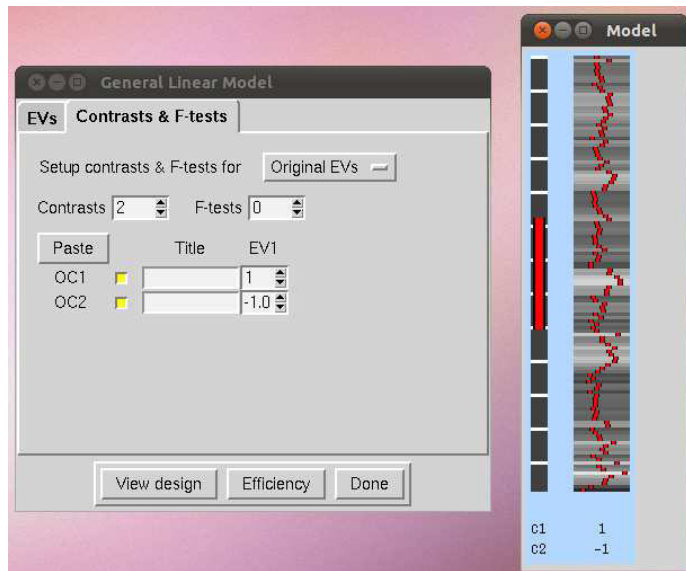 Model
General Linear Model
EVs Contrasts & F-tests
Setup contrasts & F-tests for Original EVs
Contrasts 2 F-tests 0
Paste Title EV1
OC1 1
OC2 -1.0
View design Efficiency Done
C1 1
C2 -1